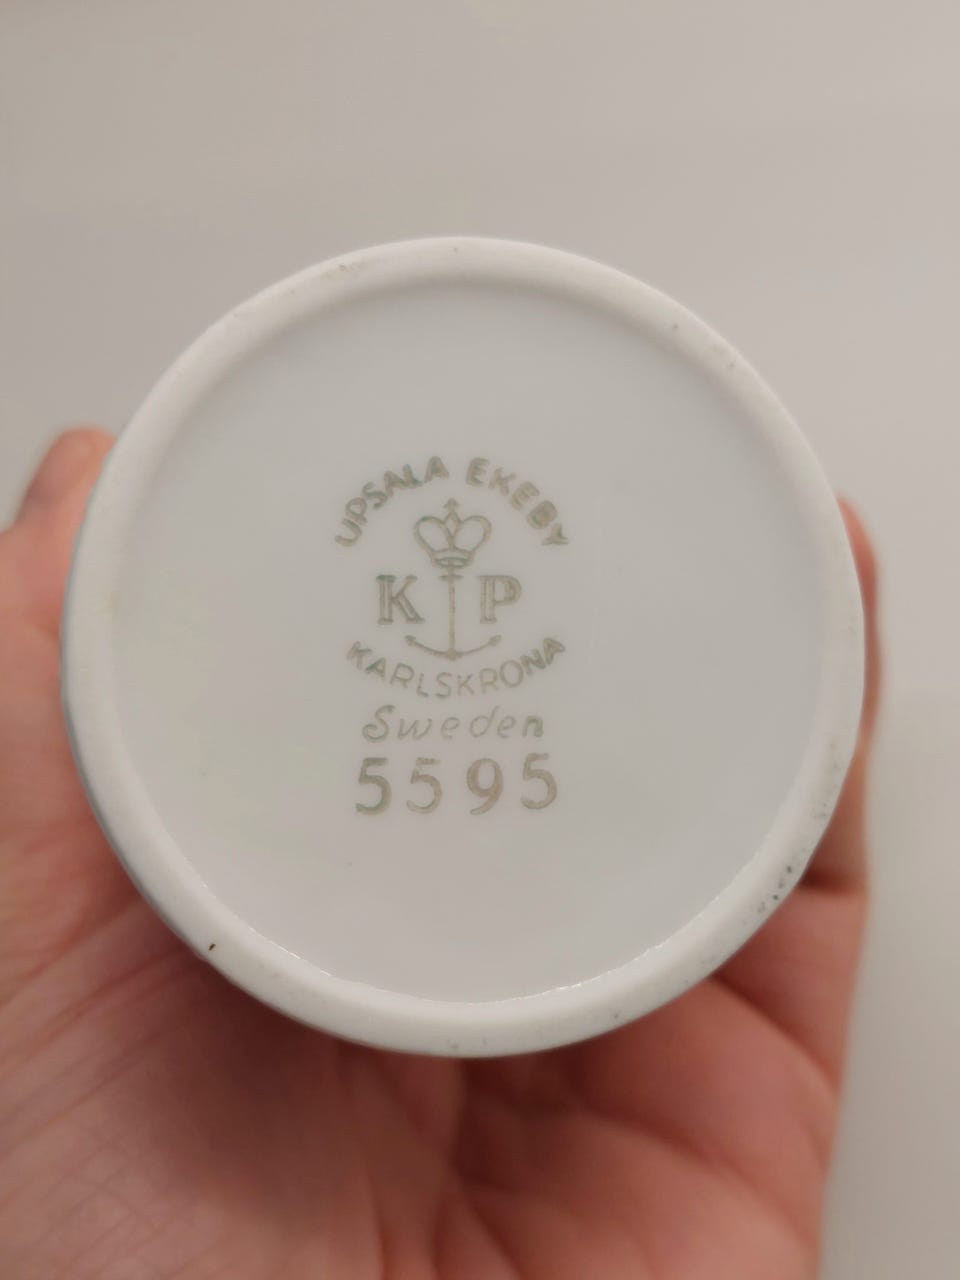 UPSALA EKEBY
K P
KARLSKRONA
Sweden
5595